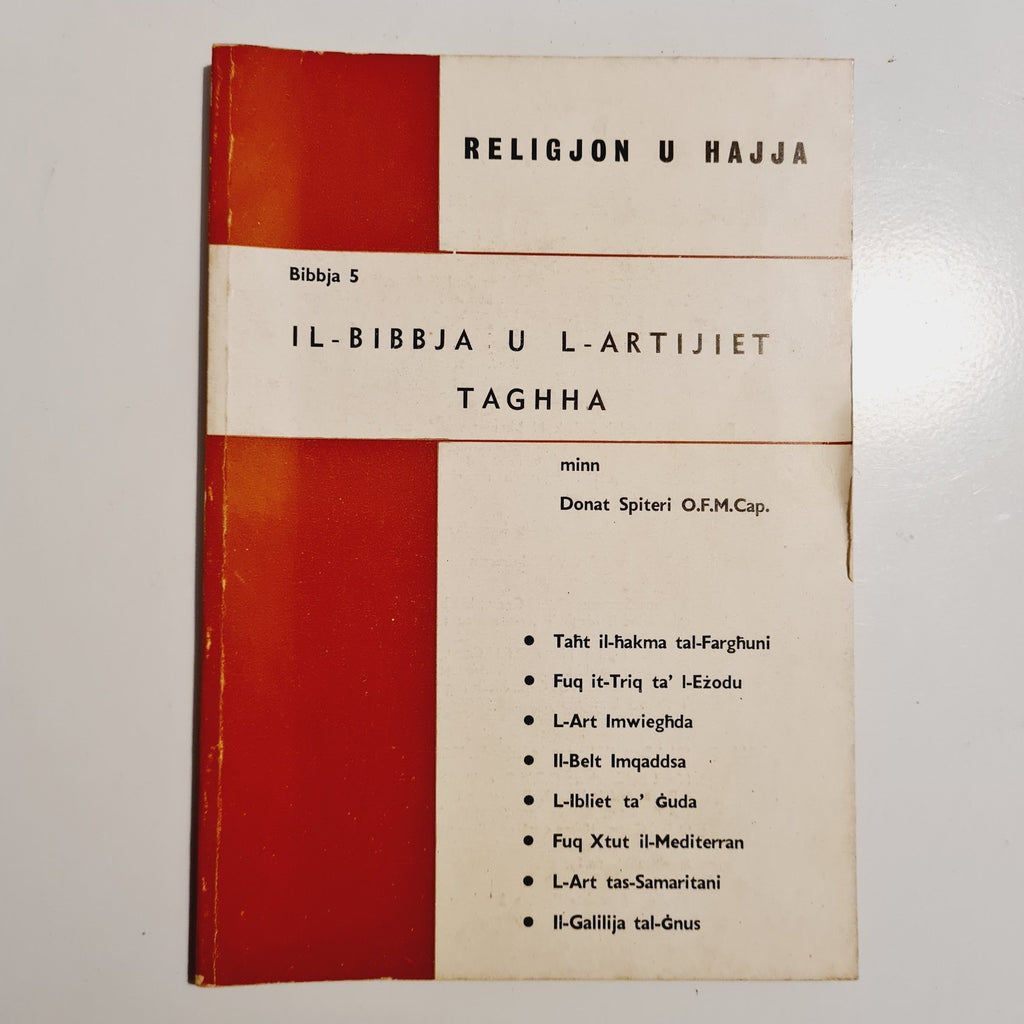 RELIGJON U HAJJA
Bibbja 5
IL-BIBBJA U L-ARTIJIET
TAGHHA
minn
Donat Spiteri O.F.M.Cap.
• Taħt il-ħakma tal-Fargħuni
• Fuq it-Triq ta' l-Eżodu
• L-Art Imwiegħda
• Il-Belt Imqaddsa
• L-Ibliet ta' Ġuda
• Fuq Xtut il-Mediterran
• L-Art tas-Samaritani
• Il-Galilija tal-Ġnus